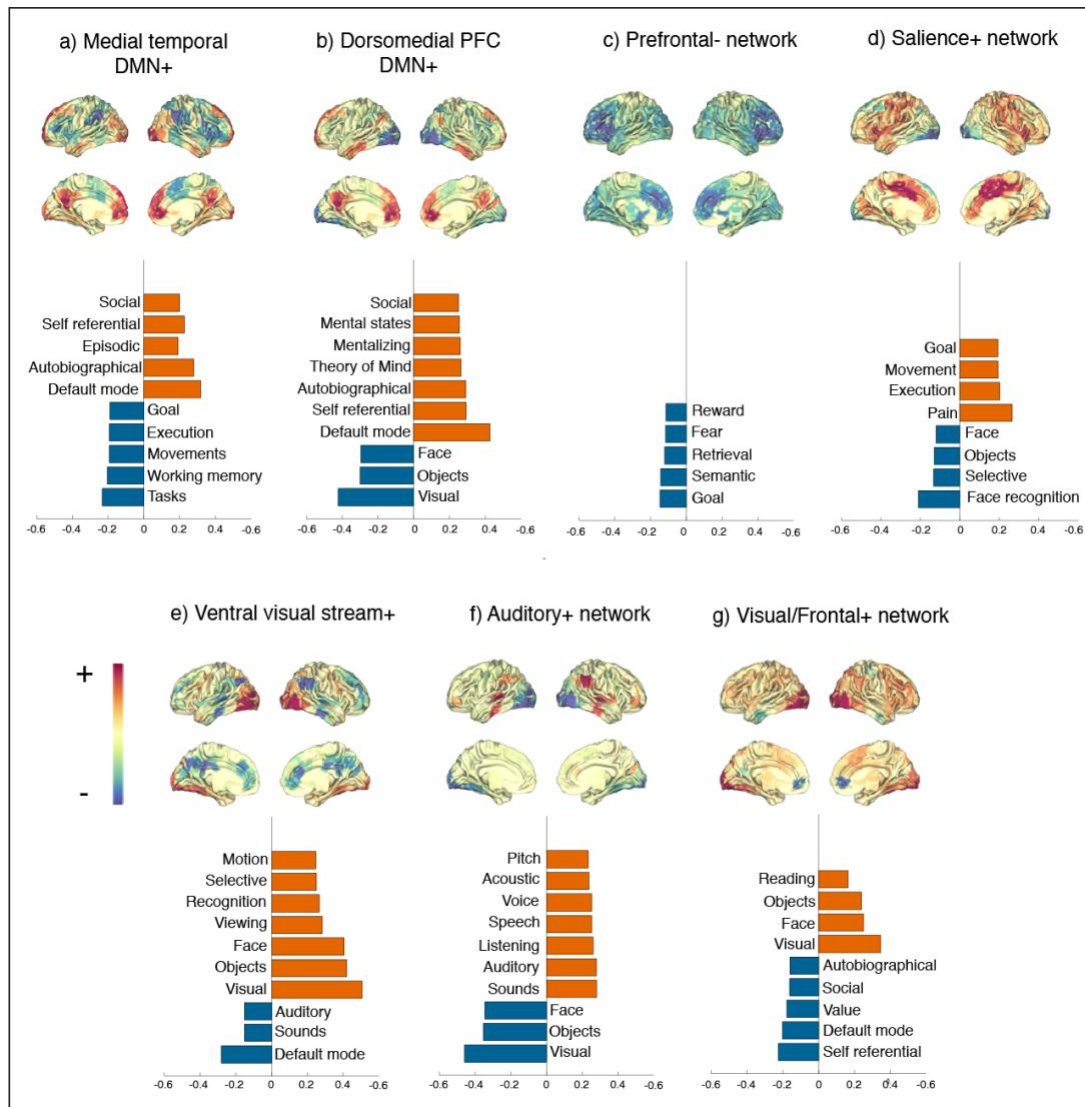 a) Medial temporal
DMN+
b) Dorsomedial PFC
DMN+
c) Prefrontal- network
d) Salience+ network
Social
Self referential
Episodic
Autobiographical
Default mode
Goal
Execution
Movements
Working memory
Tasks
-0.6 -0.4 -0.2 0 0.2 0.4 -0.6
Social
Mental states
Mentalizing
Theory of Mind
Autobiographical
Self referential
Default mode
Face
Objects
Visual
-0.6 -0.4 -0.2 0 0.2 0.4 -0.6
Reward
Fear
Retrieval
Semantic
Goal
-0.6 -0.4 -0.2 0 0.2 0.4 -0.6
Goal
Movement
Execution
Pain
Face
Objects
Selective
Face recognition
-0.6 -0.4 -0.2 0 0.2 0.4 -0.6
e) Ventral visual stream+
f) Auditory+ network
g) Visual/Frontal+ network
+
-
Motion
Selective
Recognition
Viewing
Face
Objects
Visual
Auditory
Sounds
Default mode
-0.6 -0.4 -0.2 0 0.2 0.4 -0.6
Pitch
Acoustic
Voice
Speech
Listening
Auditory
Sounds
Face
Objects
Visual
-0.6 -0.4 -0.2 0 0.2 0.4 -0.6
Reading
Objects
Face
Visual
Autobiographical
Social
Value
Default mode
Self referential
-0.6 -0.4 -0.2 0 0.2 0.4 -0.6